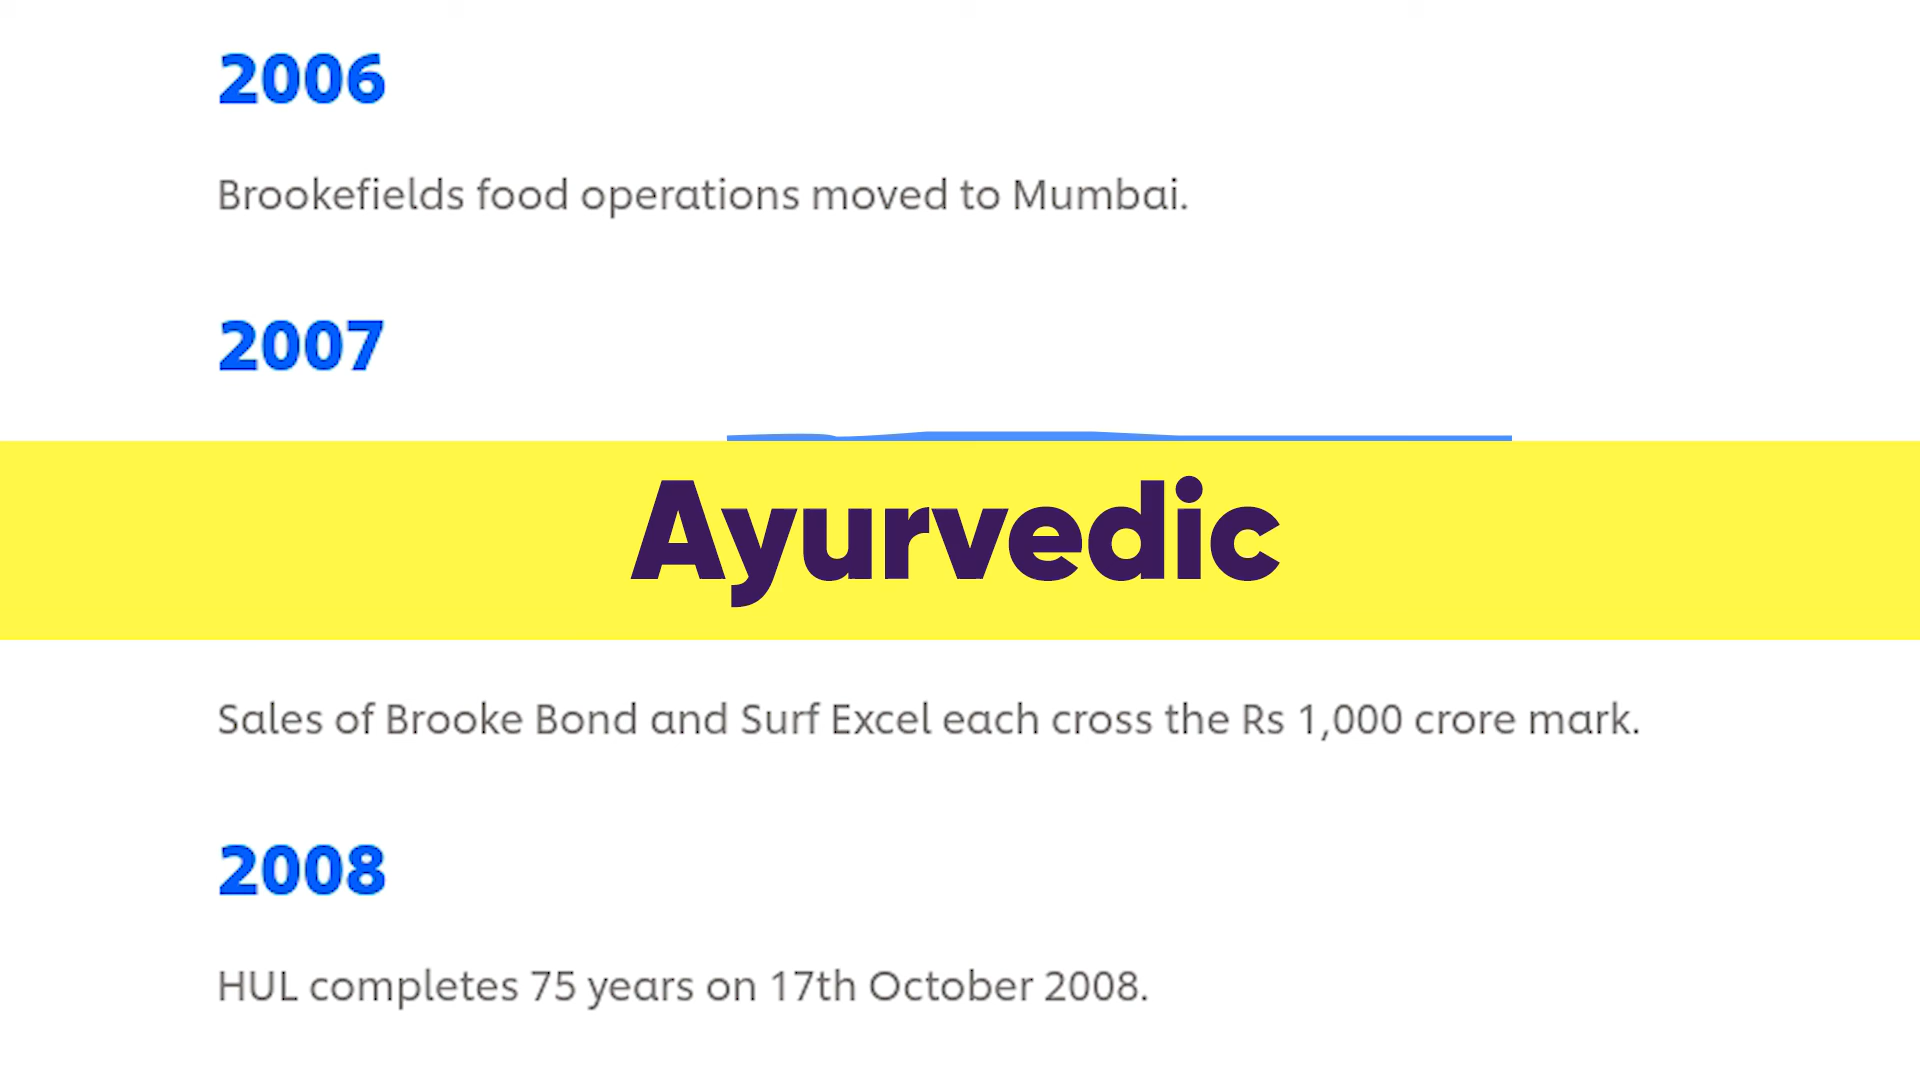 2006
Brookefields food operations moved to Mumbai.
2007
Ayurvedic
Sales of Brooke Bond and Surf Excel each cross the Rs 1,000 crore mark.
2008
HUL completes 75 years on 17th October 2008.